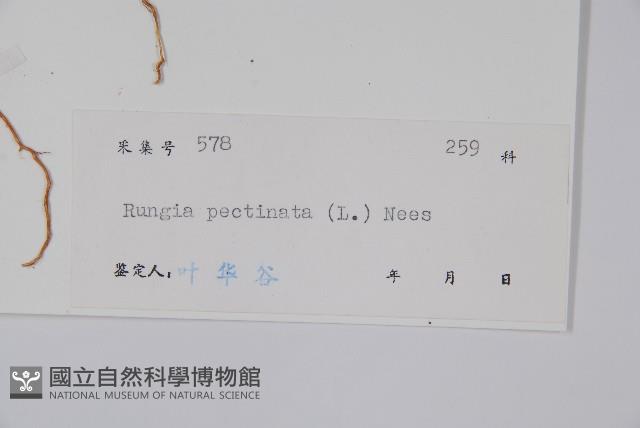 采集号 578 259 科
Rungia pectinata (L.) Nees
鉴定人: 叶华谷 年 月 日
國立自然科學博物館
NATIONAL MUSEUM OF NATURAL SCIENCE